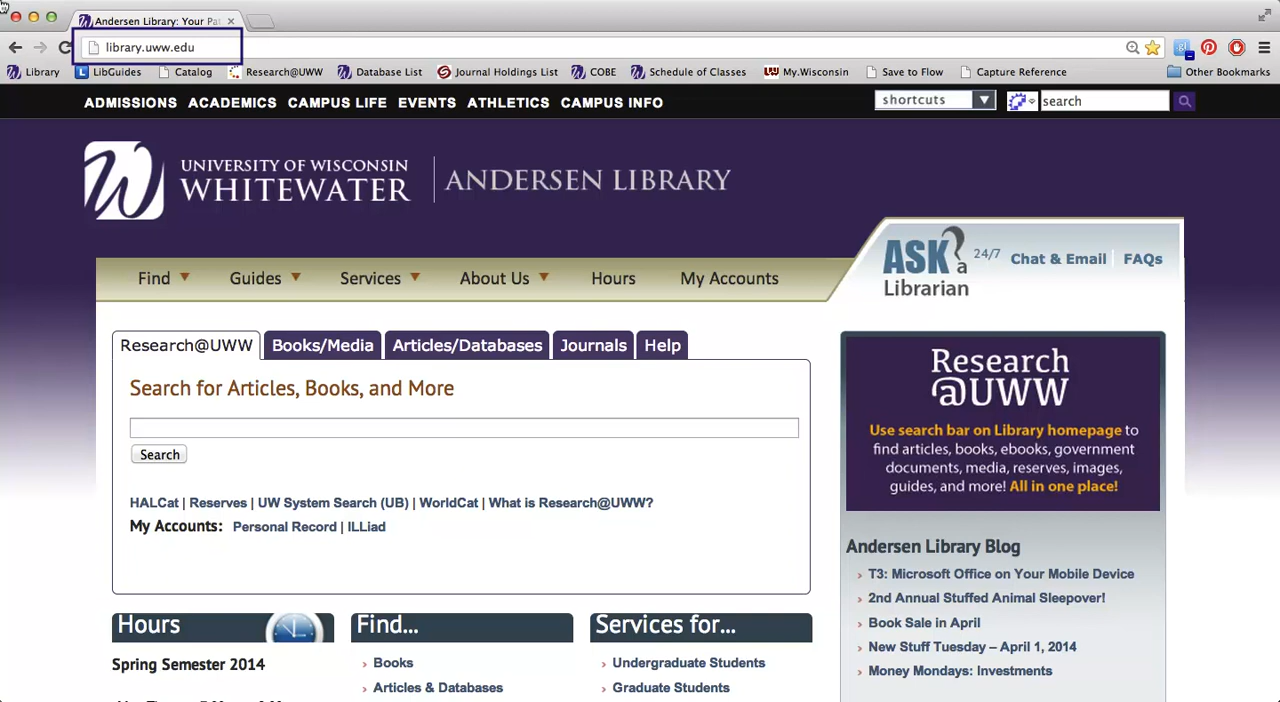 Andersen Library: Your Pat
library.uww.edu
Library LibGuides Catalog Research@UWW Database List Journal Holdings List COBE Schedule of Classes My.Wisconsin Save to Flow Capture Reference Other Bookmarks
ADMISSIONS ACADEMICS CAMPUS LIFE EVENTS ATHLETICS CAMPUS INFO shortcuts search
UNIVERSITY OF WISCONSIN
WHITEWATER
ANDERSEN LIBRARY
ASK a
Librarian
24/7 Chat & Email FAQs
Find Guides Services About Us Hours My Accounts
Research@UWW Books/Media Articles/Databases Journals Help
Search for Articles, Books, and More
Search
HALCat | Reserves | UW System Search (UB) | WorldCat | What is Research@UWW?
My Accounts: Personal Record | ILLiad
Research
@UWW
Use search bar on Library homepage to
find articles, books, ebooks, government
documents, media, reserves, images,
guides, and more! All in one place!
Andersen Library Blog
T3: Microsoft Office on Your Mobile Device
2nd Annual Stuffed Animal Sleepover!
Book Sale in April
New Stuff Tuesday – April 1, 2014
Money Mondays: Investments
Hours
Spring Semester 2014
Find...
Books
Articles & Databases
Services for...
Undergraduate Students
Graduate Students